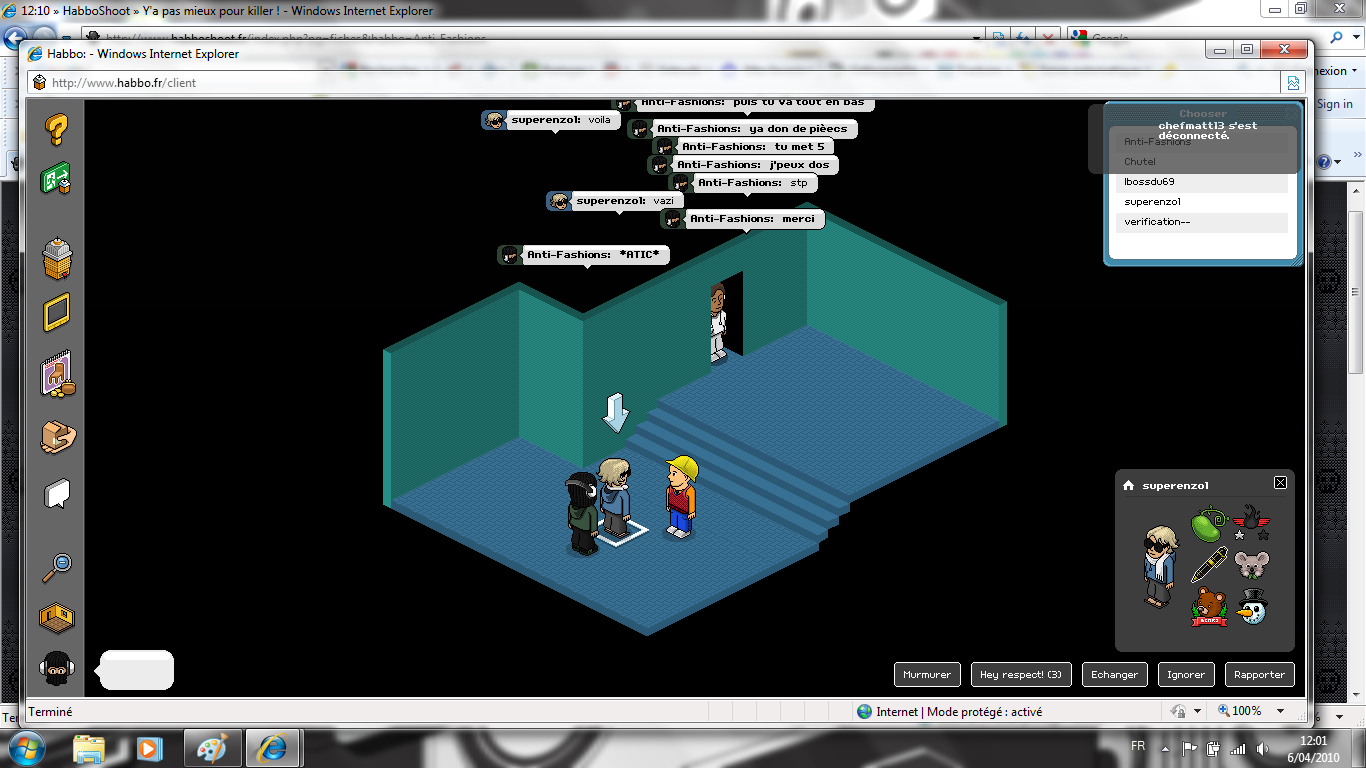 12:10 » HabboShoot » Y'a pas mieux pour killer ! - Windows Internet Explorer
Google
Habbo: - Windows Internet Explorer
http://www.habbo.fr/client
nexion
Sign in
Anti-Fashions: puis tu va tout en bas
superenzo1: voila
Anti-Fashions: ya don de pièecs
Anti-Fashions: tu met 5
Anti-Fashions: j'peux dos
Anti-Fashions: stp
superenzo1: vazi
Anti-Fashions: merci
Anti-Fashions: *ATIC*
Chooser
chefmatt13 s'est
déconnecté.
Anti-Fashions
Chutel
lbossdu69
superenzo1
verification--
superenzo1
Murmurer
Hey respect! (3)
Echanger
Ignorer
Rapporter
Terminé
Internet | Mode protégé : activé
100%
FR
12:01
6/04/2010